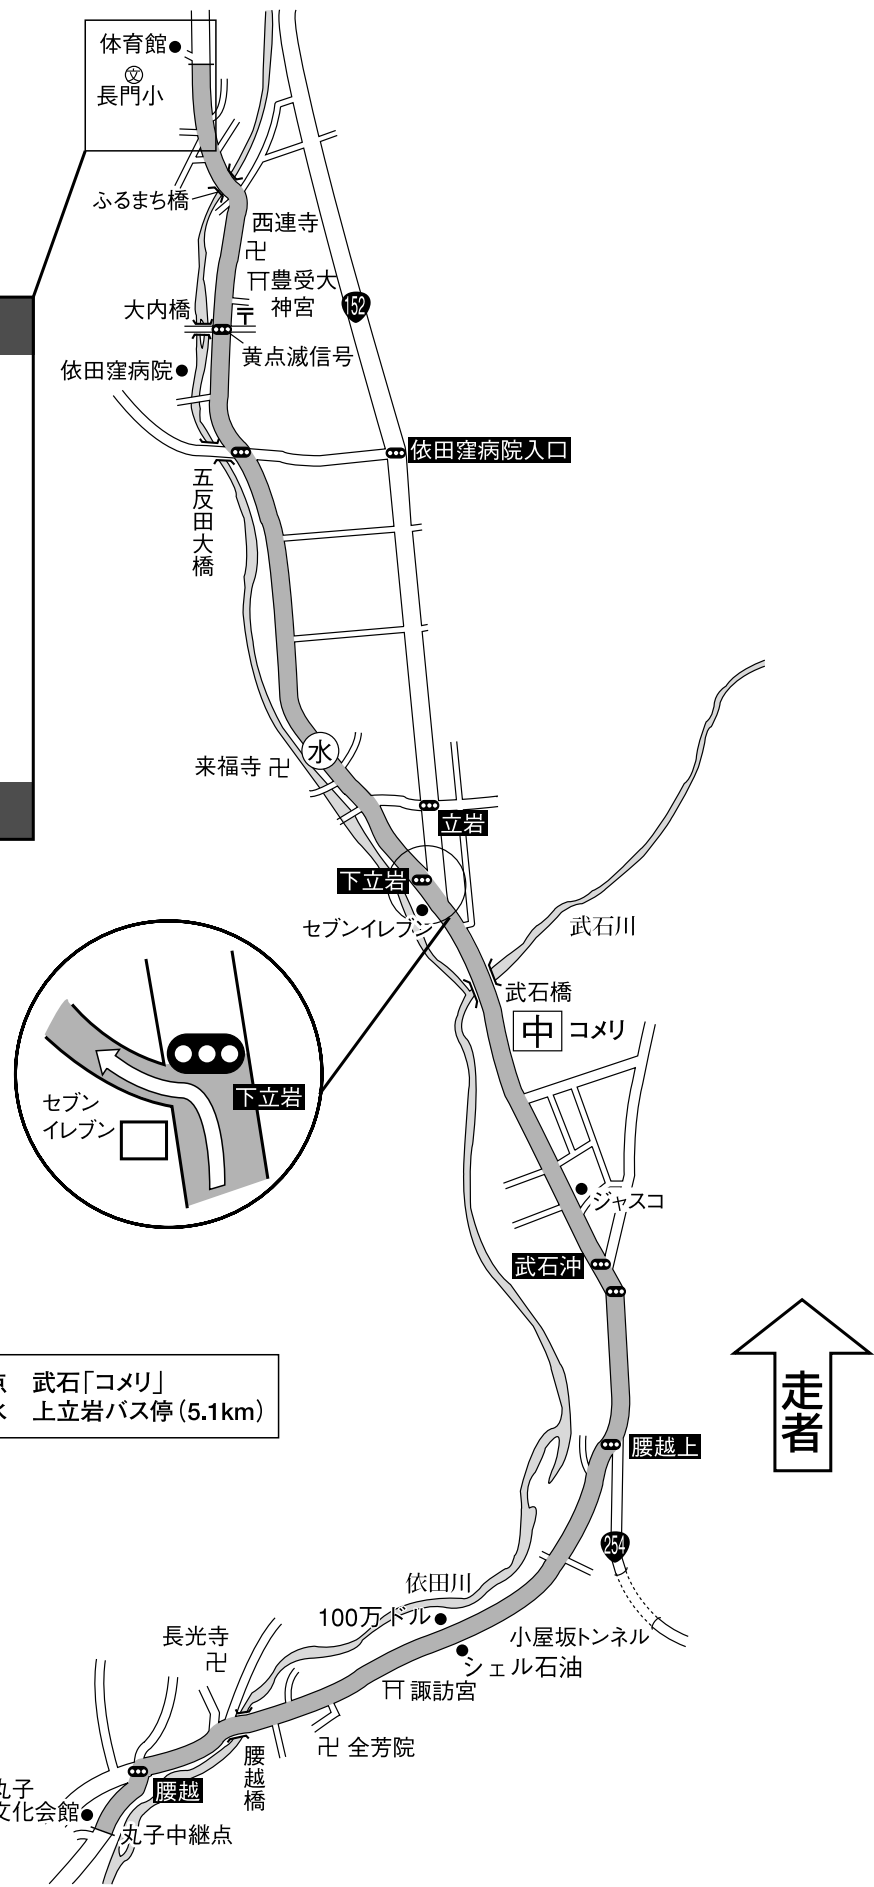 体育館
文
長門小
ふるまち橋
西連寺
卍
豊受大
神宮
152
大内橋
〒
黄点滅信号
依田窪病院
依田窪病院入口
五反田大橋
水
来福寺 卍
立岩
下立岩
セブンイレブン
武石川
武石橋
中 コメリ
下立岩
セブン
イレブン
ジャスコ
武石沖
走者
武石「コメリ」
上立岩バス停(5.1km)
腰越上
254
依田川
100万ドル
小屋坂トンネル
長光寺
卍
シェル石油
諏訪宮
卍 全芳院
腰越橋
腰越
丸子
文化会館
丸子中継点